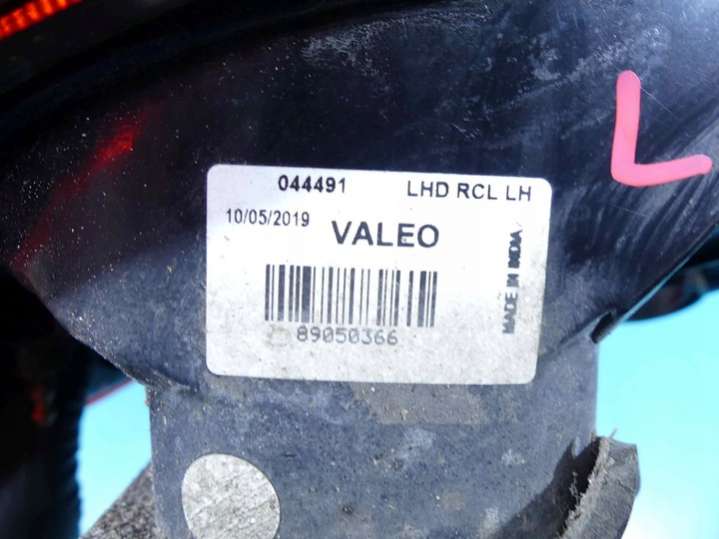 044491 LHD RCL LH
10/05/2019 VALEO
89050366
MADE IN INDIA
L